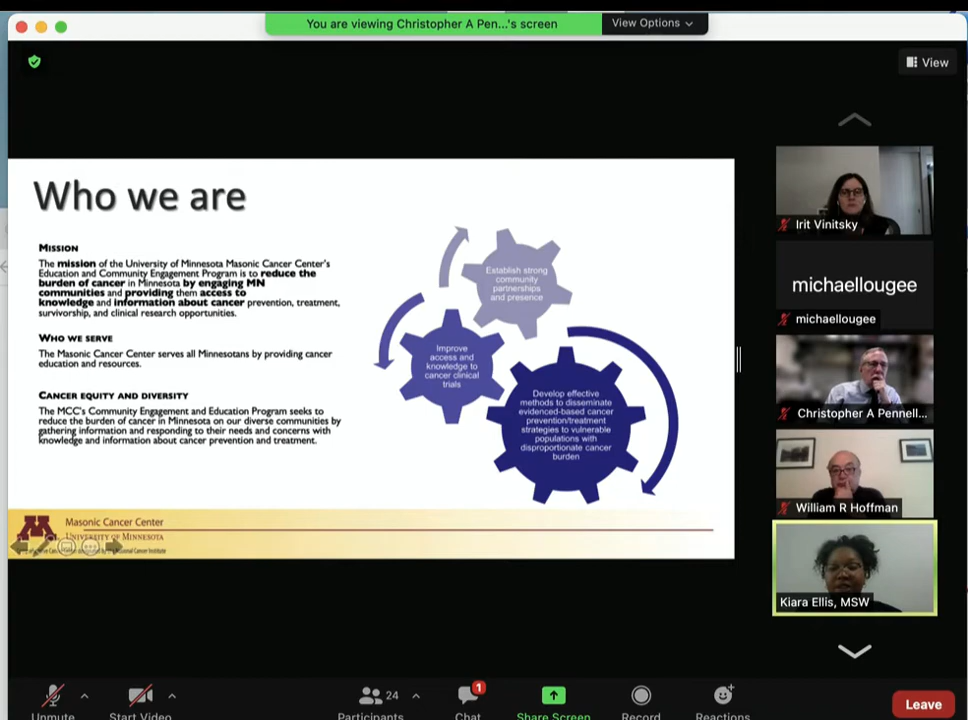 You are viewing Christopher A Pen...'s screen
View Options
View
Who we are
MISSION
The mission of the University of Minnesota Masonic Cancer Center's
Education and Community Engagement Program is to reduce the
burden of cancer in Minnesota by engaging MN
communities and providing them access to
knowledge and information about cancer prevention, treatment,
survivorship, and clinical research opportunities.
WHO WE SERVE
The Masonic Cancer Center serves all Minnesotans by providing cancer
education and resources.
CANCER EQUITY AND DIVERSITY
The MCC's Community Engagement and Education Program seeks to
reduce the burden of cancer in Minnesota on our diverse communities by
gathering information and responding to their needs and concerns with
knowledge and information about cancer prevention and treatment.
Establish strong
community
partnerships
and presence
Improve
access and
knowledge to
cancer clinical
trials
Develop effective
methods to disseminate
evidenced-based cancer
prevention/treatment
strategies to vulnerable
populations with
disproportionate cancer
burden
M
Masonic Cancer Center
UNIVERSITY OF MINNESOTA
Cancer Institute
Irit Vinitsky
michaellougee
michaellougee
Christopher A Pennell...
William R Hoffman
Kiara Ellis, MSW
Unmute
Start Video
24
Participants
1
Chat
Share Screen
Record
Reactions
Leave